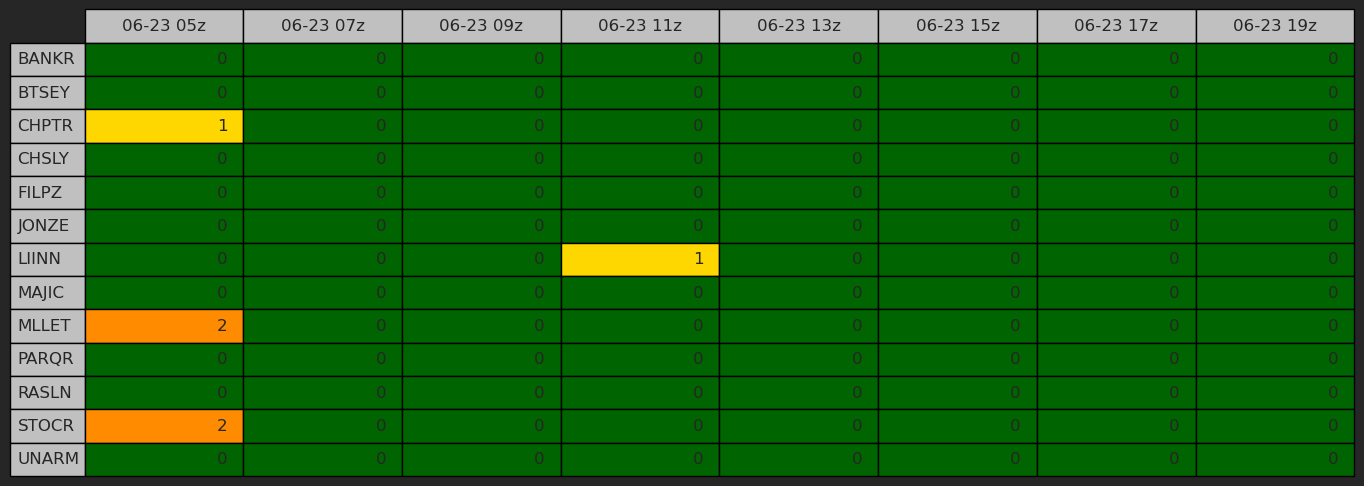 06-23 05z 06-23 07z 06-23 09z 06-23 11z 06-23 13z 06-23 15z 06-23 17z 06-23 19z
BANKR 0 0 0 0 0 0 0 0
BTSEY 0 0 0 0 0 0 0 0
CHPTR 1 0 0 0 0 0 0 0
CHSLY 0 0 0 0 0 0 0 0
FILPZ 0 0 0 0 0 0 0 0
JONZE 0 0 0 0 0 0 0 0
LIINN 0 0 0 1 0 0 0 0
MAJIC 0 0 0 0 0 0 0 0
MLLET 2 0 0 0 0 0 0 0
PARQR 0 0 0 0 0 0 0 0
RASLN 0 0 0 0 0 0 0 0
STOCR 2 0 0 0 0 0 0 0
UNARM 0 0 0 0 0 0 0 0